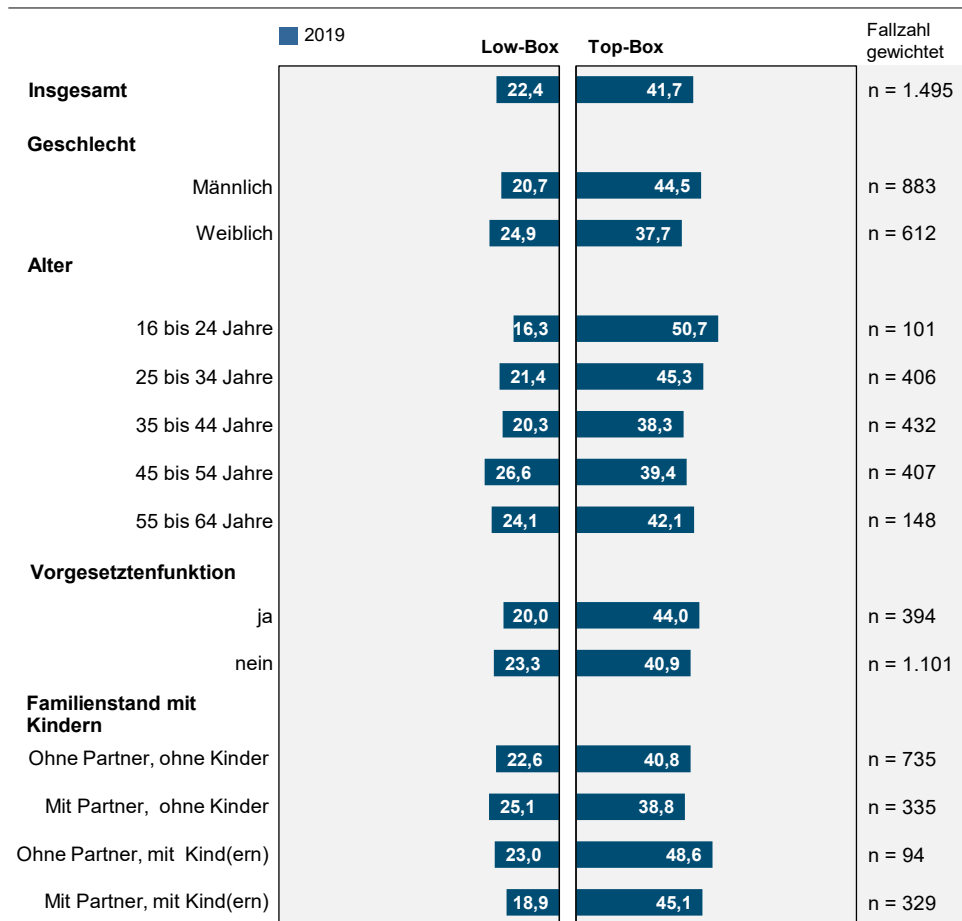 2019
Low-Box Top-Box
Fallzahl
gewichtet
Insgesamt 22,4 41,7 n = 1.495
Geschlecht
Männlich 20,7 44,5 n = 883
Weiblich 24,9 37,7 n = 612
Alter
16 bis 24 Jahre 16,3 50,7 n = 101
25 bis 34 Jahre 21,4 45,3 n = 406
35 bis 44 Jahre 20,3 38,3 n = 432
45 bis 54 Jahre 26,6 39,4 n = 407
55 bis 64 Jahre 24,1 42,1 n = 148
Vorgesetztenfunktion
ja 20,0 44,0 n = 394
nein 23,3 40,9 n = 1.101
Familienstand mit
Kindern
Ohne Partner, ohne Kinder 22,6 40,8 n = 735
Mit Partner, ohne Kinder 25,1 38,8 n = 335
Ohne Partner, mit Kind(ern) 23,0 48,6 n = 94
Mit Partner, mit Kind(ern) 18,9 45,1 n = 329